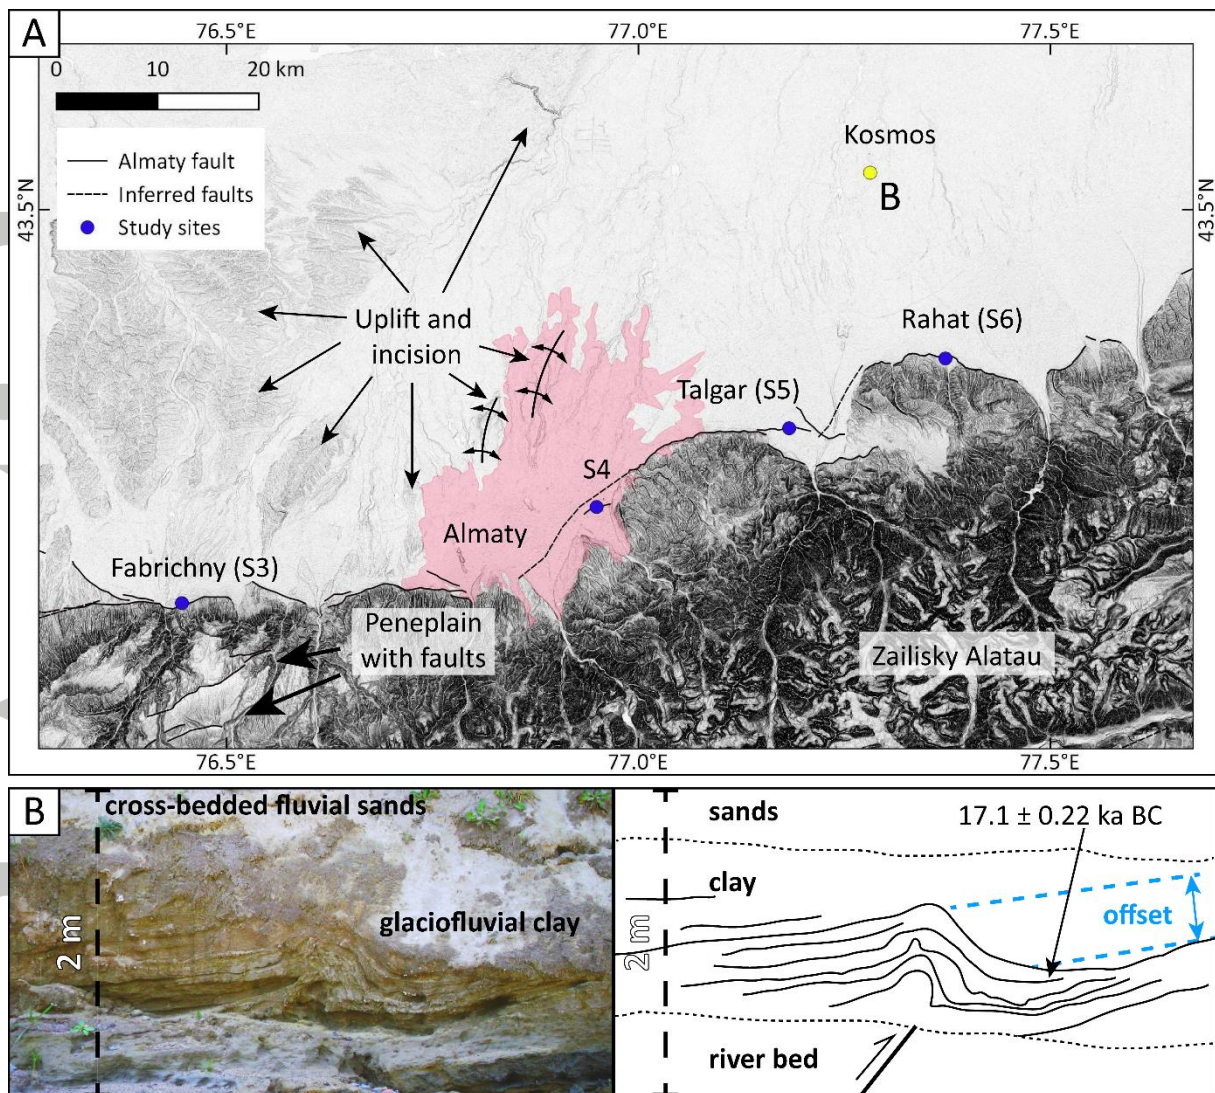 A
76.5°E
77.0°E
77.5°E
0
10
20 km
Almaty fault
Inferred faults
Study sites
43.5°N
43.5°N
Kosmos
B
Uplift and
incision
Rahat (S6)
Talgar (S5)
S4
Almaty
Fabrichny (S3)
Peneplain
with faults
Zailisky Alatau
76.5°E
77.0°E
77.5°E
B
cross-bedded fluvial sands
glaciofluvial clay
2 m
sands
17.1 ± 0.22 ka BC
clay
offset
2 m
river bed